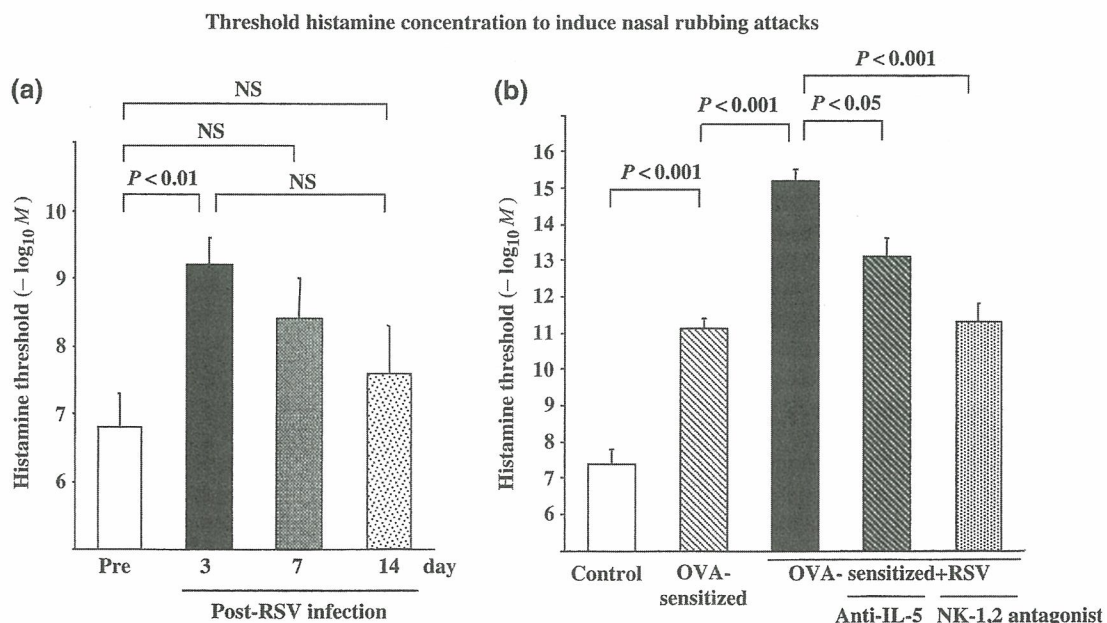 Threshold histamine concentration to induce nasal rubbing attacks
(a)
NS
NS
P < 0.01
NS
Histamine threshold (– log10 M)
10
9
8
7
6
Pre
3
7
14
day
Post-RSV infection
(b)
P < 0.001
P < 0.001
P < 0.05
P < 0.001
Histamine threshold (– log10 M)
16
15
14
13
12
11
10
9
8
7
6
Control
OVA-
sensitized
OVA- sensitized+RSV
Anti-IL-5
NK-1,2 antagonist